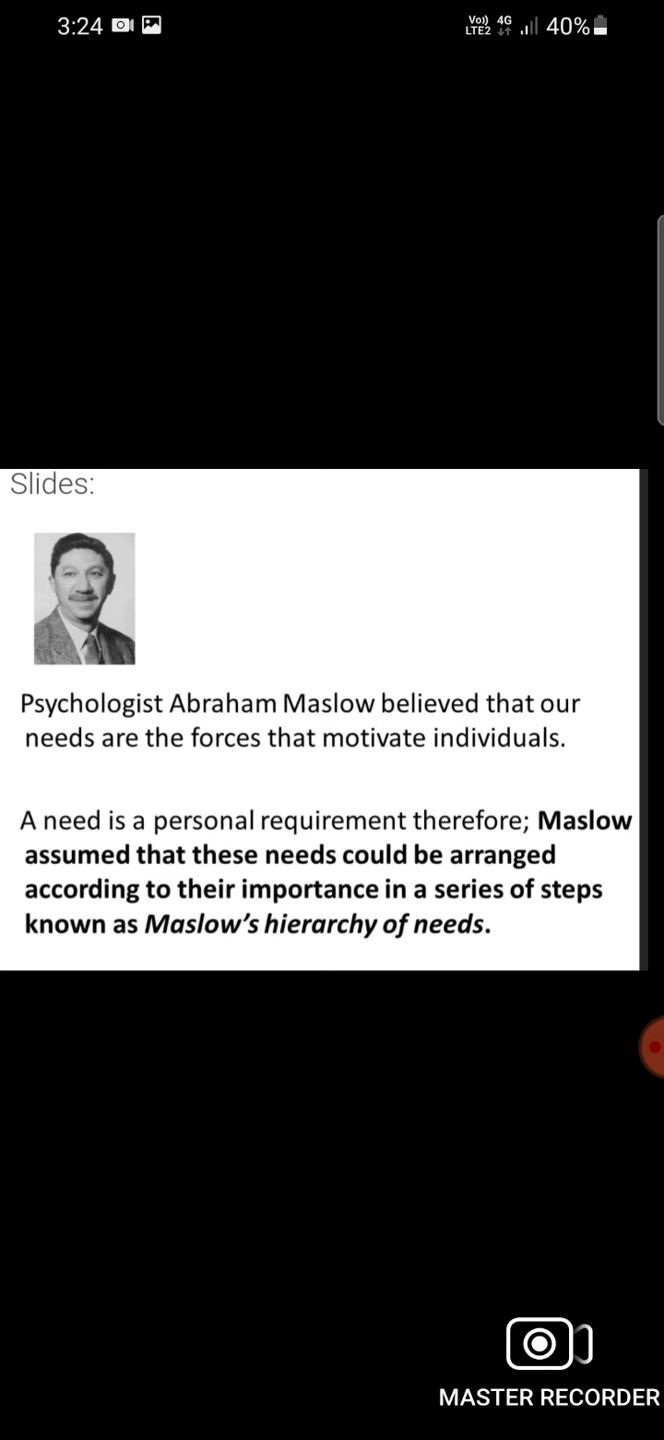 3:24 Vo)) 4G 40%
LTE2
Slides:
Psychologist Abraham Maslow believed that our
needs are the forces that motivate individuals.
A need is a personal requirement therefore; Maslow
assumed that these needs could be arranged
according to their importance in a series of steps
known as Maslow's hierarchy of needs.
MASTER RECORDER